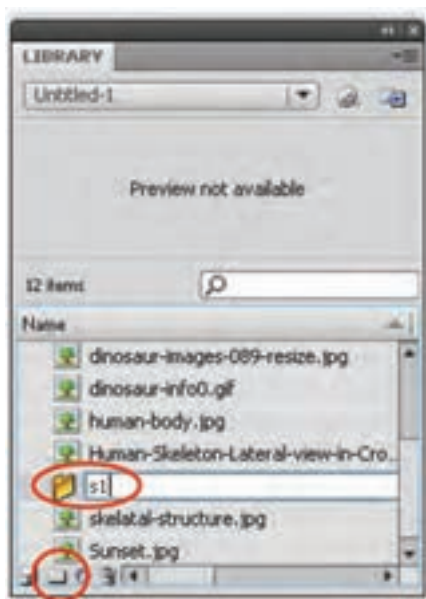 LIBRARY
Untitled-1
Preview not available
12 items
Name
dinosaur-images-089-resize.jpg
dinosaur-info0.gif
human-body.jpg
Human-Skeleton-Lateral-view-in-Cro...
s1
skelatal-structure.jpg
Sunset.jpg